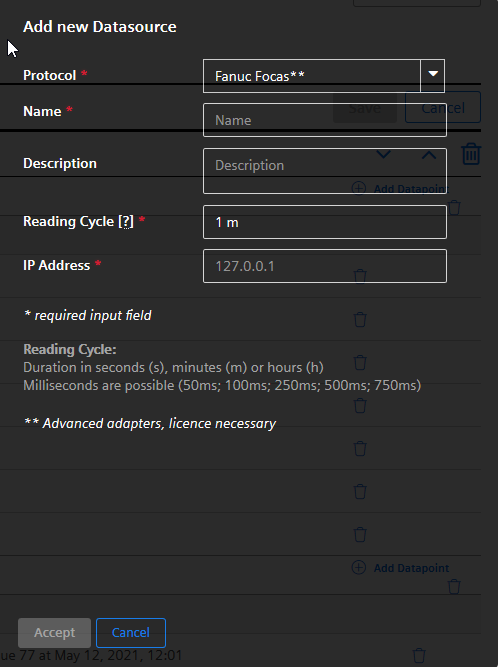 Add new Datasource
Protocol *
Fanuc Focas**
Name *
Name
Save
Cancel
Description
Description
Add Datapoint
Reading Cycle [?] *
1 m
IP Address *
127.0.0.1
* required input field
Reading Cycle:
Duration in seconds (s), minutes (m) or hours (h)
Milliseconds are possible (50ms; 100ms; 250ms; 500ms; 750ms)
** Advanced adapters, licence necessary
Add Datapoint
Accept
Cancel
ue 77 at May 12, 2021, 12:01